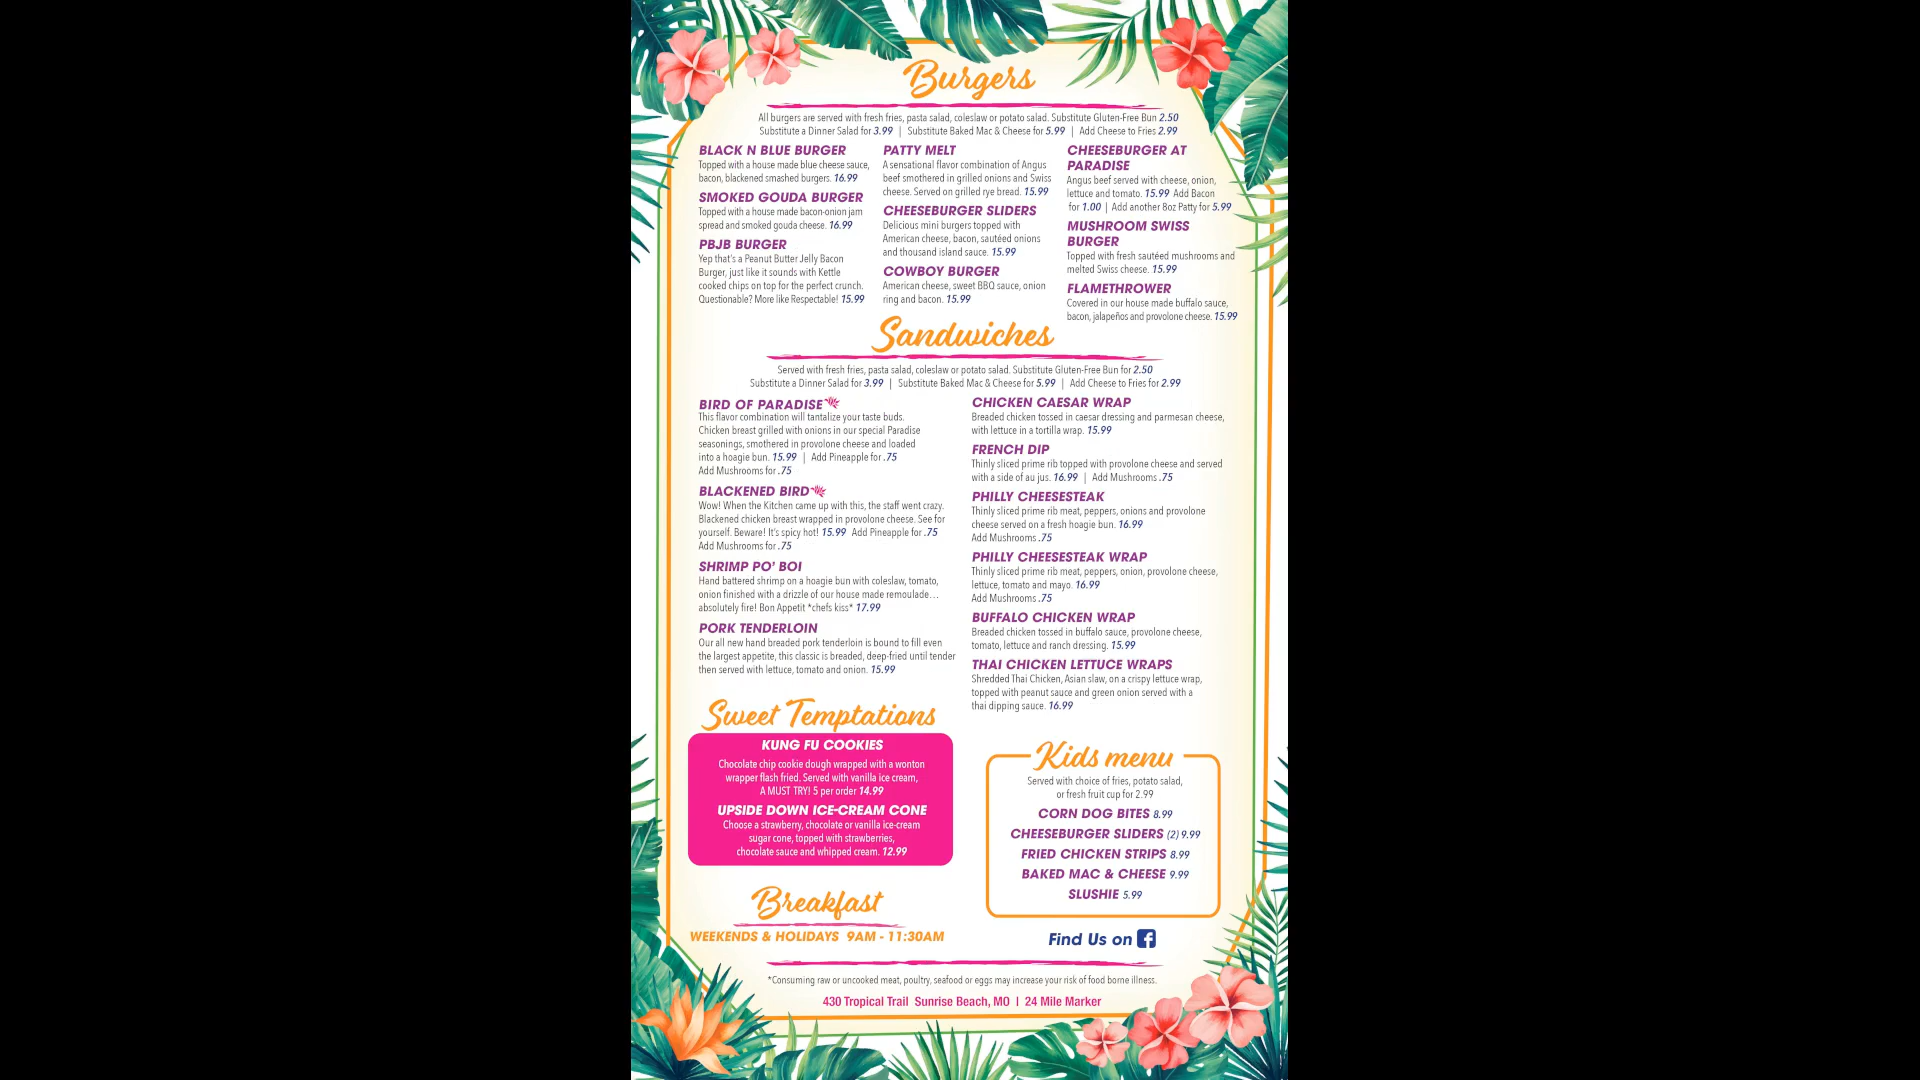 Burgers
All burgers are served with fresh fries, pasta salad, coleslaw or potato salad. Substitute Gluten-Free Bun 2.50
Substitute a Dinner Salad for 3.99 | Substitute Baked Mac & Cheese for 5.99 | Add Cheese to Fries 2.99
BLACK N BLUE BURGER
Topped with a house made blue cheese sauce,
bacon, blackened smashed burgers. 16.99
SMOKED GOUDA BURGER
Topped with a house made bacon-onion jam
spread and smoked gouda cheese. 16.99
PBJB BURGER
Yep that's a Peanut Butter Jelly Bacon
Burger, just like it sounds with Kettle
cooked chips on top for the perfect crunch.
Questionable? More like Respectable! 15.99
PATTY MELT
A sensational flavor combination of Angus
beef smothered in grilled onions and Swiss
cheese. Served on grilled rye bread. 15.99
CHEESEBURGER SLIDERS
Delicious mini burgers topped with
American cheese, bacon, sautéed onions
and thousand island sauce. 15.99
COWBOY BURGER
American cheese, sweet BBQ sauce, onion
ring and bacon. 15.99
CHEESEBURGER AT
PARADISE
Angus beef served with cheese, onion,
lettuce and tomato. 15.99 Add Bacon
for 1.00 | Add another 8oz Patty for 5.99
MUSHROOM SWISS
BURGER
Topped with fresh sautéed mushrooms and
melted Swiss cheese. 15.99
FLAMETHROWER
Covered in our house made buffalo sauce,
bacon, jalapeños and provolone cheese. 15.99
Sandwiches
Served with fresh fries, pasta salad, coleslaw or potato salad. Substitute Gluten-Free Bun for 2.50
Substitute a Dinner Salad for 3.99 | Substitute Baked Mac & Cheese for 5.99 | Add Cheese to Fries for 2.99
BIRD OF PARADISE
This flavor combination will tantalize your taste buds.
Chicken breast grilled with onions in our special Paradise
seasonings, smothered in provolone cheese and loaded
into a hoagie bun. 15.99 | Add Pineapple for .75
Add Mushrooms for .75
BLACKENED BIRD
Wow! When the Kitchen came up with this, the staff went crazy.
Blackened chicken breast wrapped in provolone cheese. See for
yourself. Beware! It's spicy hot! 15.99 Add Pineapple for .75
Add Mushrooms for .75
SHRIMP PO' BOI
Hand battered shrimp on a hoagie bun with coleslaw, tomato,
onion finished with a drizzle of our house made remoulade...
absolutely fire! Bon Appetit *chefs kiss* 17.99
PORK TENDERLOIN
Our all new hand breaded pork tenderloin is bound to fill even
the largest appetite, this classic is breaded, deep-fried until tender
then served with lettuce, tomato and onion. 15.99
CHICKEN CAESAR WRAP
Breaded chicken tossed in caesar dressing and parmesan cheese,
with lettuce in a tortilla wrap. 15.99
FRENCH DIP
Thinly sliced prime rib topped with provolone cheese and served
with a side of au jus. 16.99 | Add Mushrooms .75
PHILLY CHEESESTEAK
Thinly sliced prime rib meat, peppers, onions and provolone
cheese served on a fresh hoagie bun. 16.99
Add Mushrooms .75
PHILLY CHEESESTEAK WRAP
Thinly sliced prime rib meat, peppers, onion, provolone cheese,
lettuce, tomato and mayo. 16.99
Add Mushrooms .75
BUFFALO CHICKEN WRAP
Breaded chicken tossed in buffalo sauce, provolone cheese,
tomato, lettuce and ranch dressing. 15.99
THAI CHICKEN LETTUCE WRAPS
Shredded Thai Chicken, Asian slaw, on a crispy lettuce wrap,
topped with peanut sauce and green onion served with a
thai dipping sauce. 16.99
Sweet Temptations
KUNG FU COOKIES
Chocolate chip cookie dough wrapped with a wonton
wrapper flash fried. Served with vanilla ice cream,
A MUST TRY! 5 per order 14.99
UPSIDE DOWN ICE-CREAM CONE
Choose a strawberry, chocolate or vanilla ice-cream
sugar cone, topped with strawberries,
chocolate sauce and whipped cream. 12.99
Kids menu
Served with choice of fries, potato salad,
or fresh fruit cup for 2.99
CORN DOG BITES 8.99
CHEESEBURGER SLIDERS (2) 9.99
FRIED CHICKEN STRIPS 8.99
BAKED MAC & CHEESE 9.99
SLUSHIE 5.99
Breakfast
WEEKENDS & HOLIDAYS 9AM - 11:30AM
Find Us on f
*Consuming raw or uncooked meat, poultry, seafood or eggs may increase your risk of food borne illness.
430 Tropical Trail Sunrise Beach, MO | 24 Mile Marker